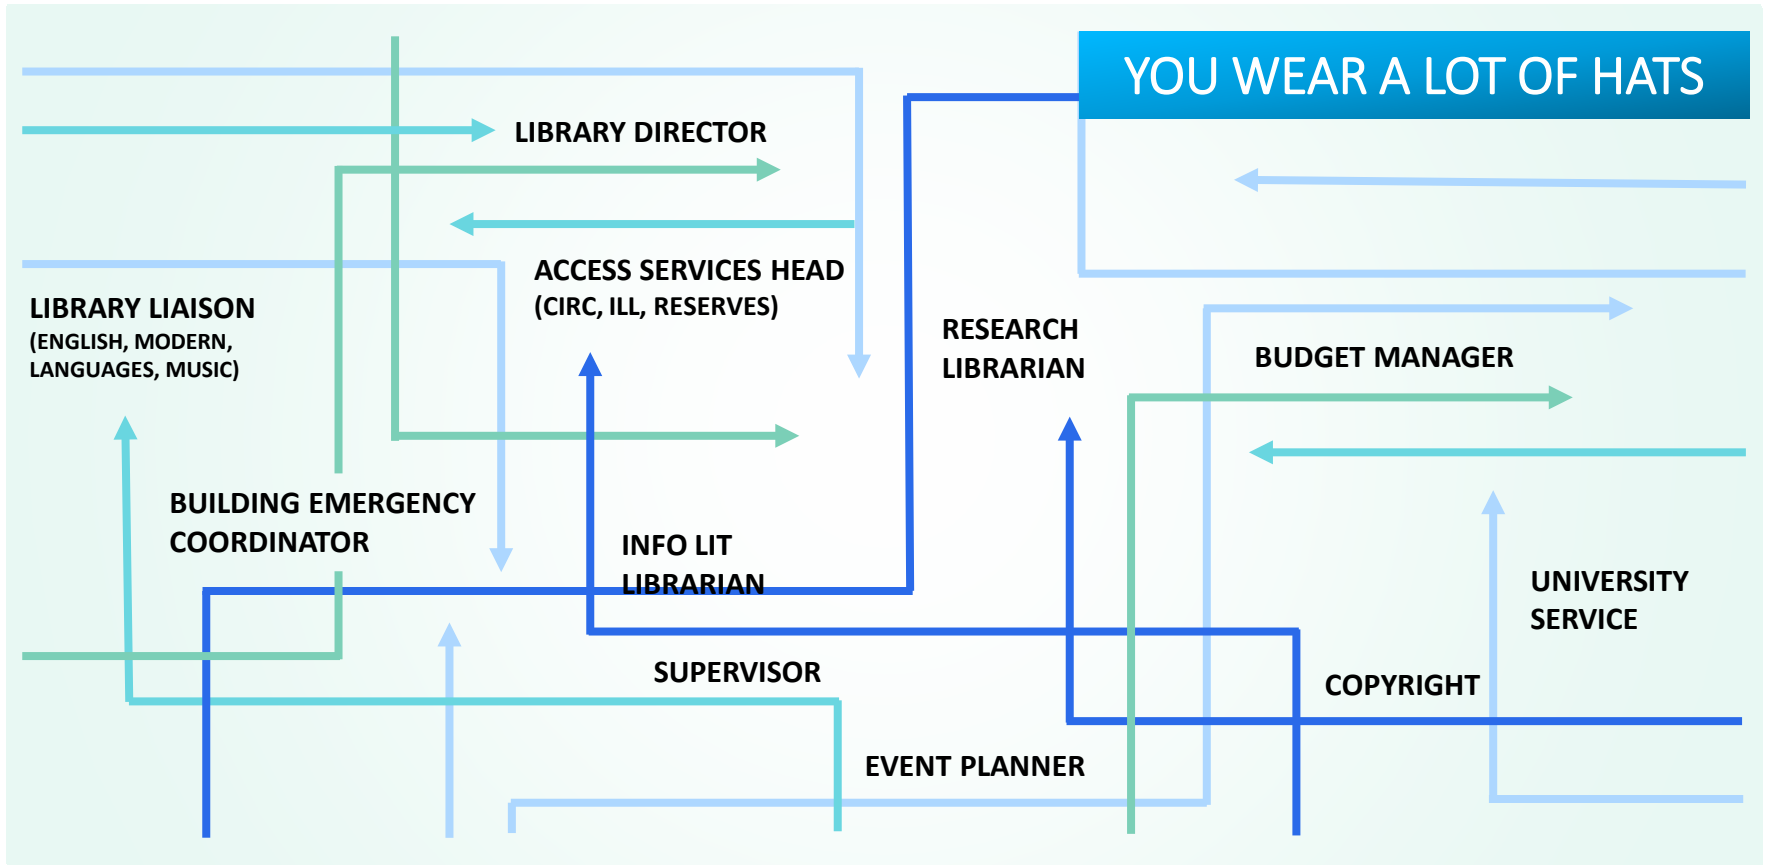 YOU WEAR A LOT OF HATS
LIBRARY DIRECTOR
ACCESS SERVICES HEAD
(CIRC, ILL, RESERVES)
LIBRARY LIAISON
(ENGLISH, MODERN,
LANGUAGES, MUSIC)
RESEARCH
LIBRARIAN
BUDGET MANAGER
BUILDING EMERGENCY
COORDINATOR
INFO LIT
LIBRARIAN
UNIVERSITY
SERVICE
SUPERVISOR
COPYRIGHT
EVENT PLANNER